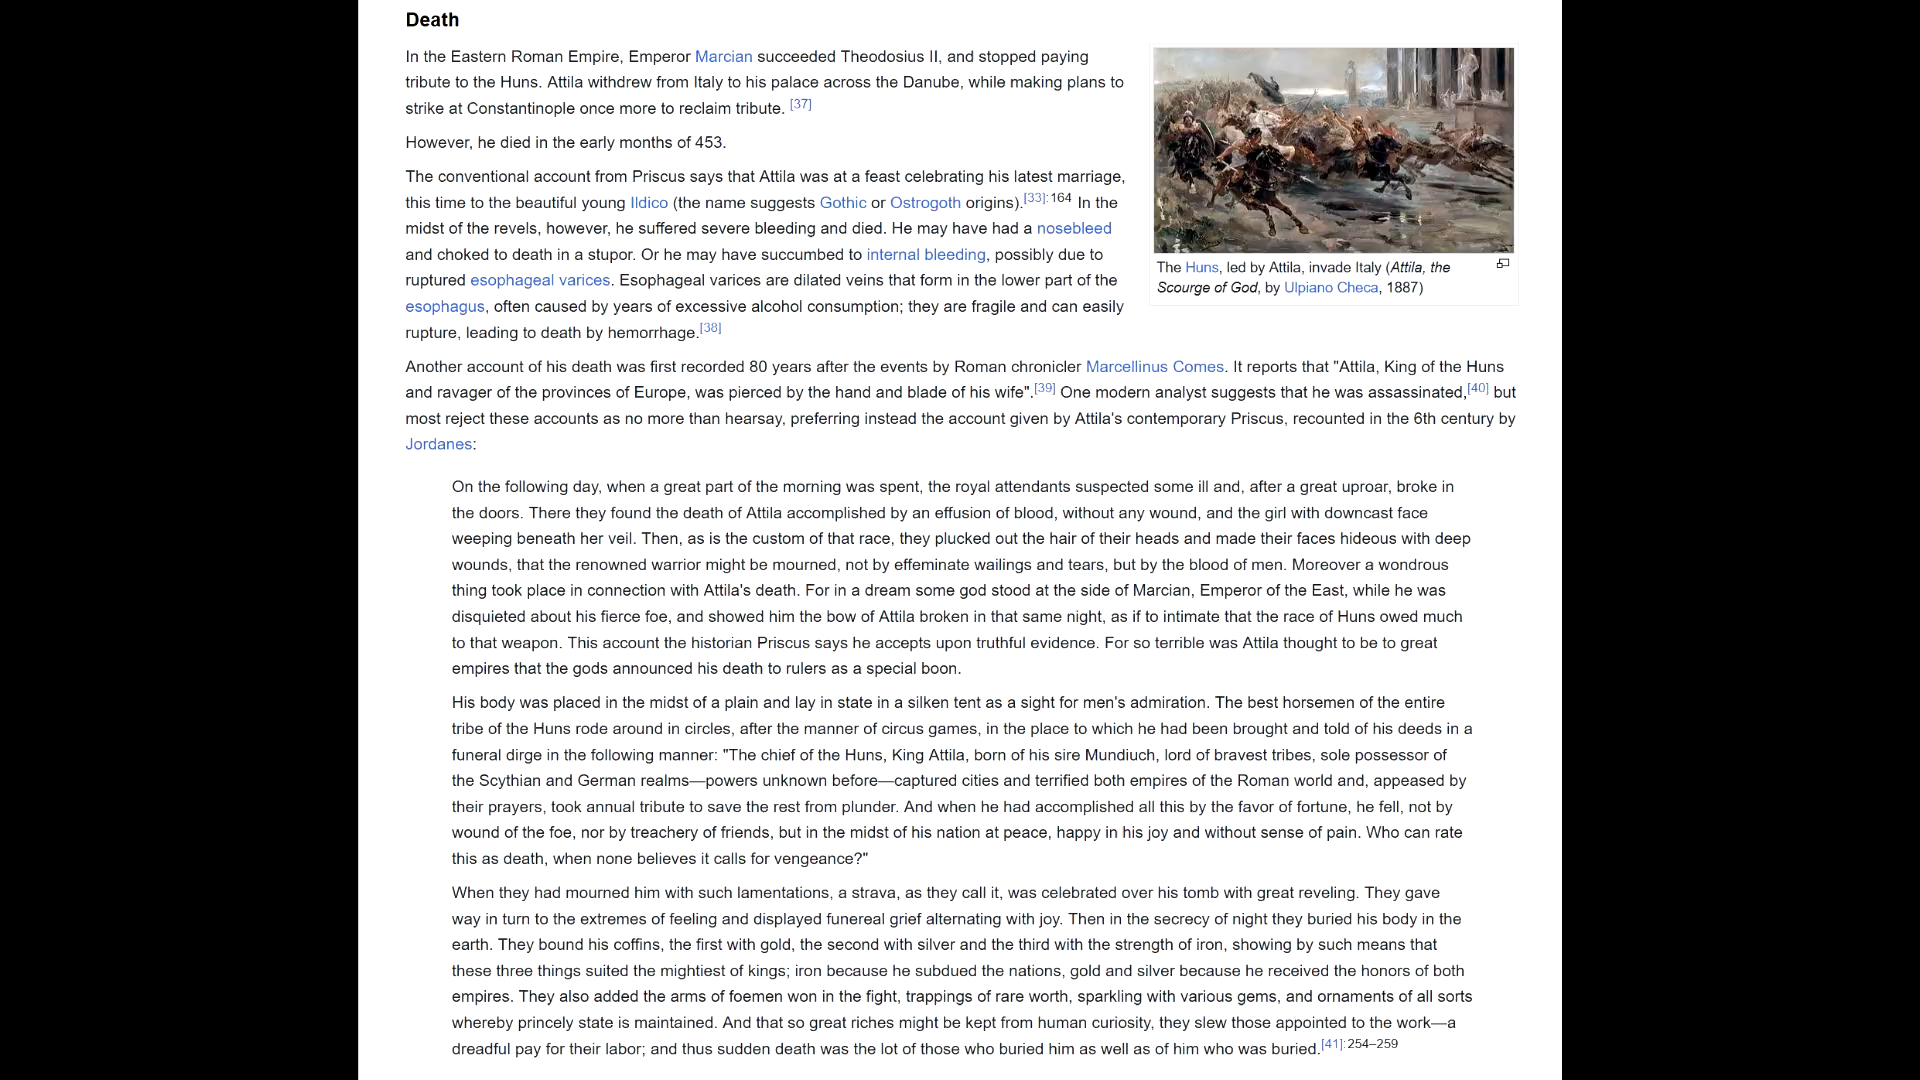 Death
In the Eastern Roman Empire, Emperor Marcian succeeded Theodosius II, and stopped paying
tribute to the Huns. Attila withdrew from Italy to his palace across the Danube, while making plans to
strike at Constantinople once more to reclaim tribute. [37]
However, he died in the early months of 453.
The conventional account from Priscus says that Attila was at a feast celebrating his latest marriage,
this time to the beautiful young Ildico (the name suggests Gothic or Ostrogoth origins).[33]:164 In the
midst of the revels, however, he suffered severe bleeding and died. He may have had a nosebleed
and choked to death in a stupor. Or he may have succumbed to internal bleeding, possibly due to
ruptured esophageal varices. Esophageal varices are dilated veins that form in the lower part of the
esophagus, often caused by years of excessive alcohol consumption; they are fragile and can easily
rupture, leading to death by hemorrhage.[38]
The Huns, led by Attila, invade Italy (Attila, the
Scourge of God, by Ulpiano Checa, 1887)
Another account of his death was first recorded 80 years after the events by Roman chronicler Marcellinus Comes. It reports that "Attila, King of the Huns
and ravager of the provinces of Europe, was pierced by the hand and blade of his wife".[39] One modern analyst suggests that he was assassinated,[40] but
most reject these accounts as no more than hearsay, preferring instead the account given by Attila's contemporary Priscus, recounted in the 6th century by
Jordanes:
On the following day, when a great part of the morning was spent, the royal attendants suspected some ill and, after a great uproar, broke in
the doors. There they found the death of Attila accomplished by an effusion of blood, without any wound, and the girl with downcast face
weeping beneath her veil. Then, as is the custom of that race, they plucked out the hair of their heads and made their faces hideous with deep
wounds, that the renowned warrior might be mourned, not by effeminate wailings and tears, but by the blood of men. Moreover a wondrous
thing took place in connection with Attila's death. For in a dream some god stood at the side of Marcian, Emperor of the East, while he was
disquieted about his fierce foe, and showed him the bow of Attila broken in that same night, as if to intimate that the race of Huns owed much
to that weapon. This account the historian Priscus says he accepts upon truthful evidence. For so terrible was Attila thought to be to great
empires that the gods announced his death to rulers as a special boon.
His body was placed in the midst of a plain and lay in state in a silken tent as a sight for men's admiration. The best horsemen of the entire
tribe of the Huns rode around in circles, after the manner of circus games, in the place to which he had been brought and told of his deeds in a
funeral dirge in the following manner: "The chief of the Huns, King Attila, born of his sire Mundiuch, lord of bravest tribes, sole possessor of
the Scythian and German realms—powers unknown before—captured cities and terrified both empires of the Roman world and, appeased by
their prayers, took annual tribute to save the rest from plunder. And when he had accomplished all this by the favor of fortune, he fell, not by
wound of the foe, nor by treachery of friends, but in the midst of his nation at peace, happy in his joy and without sense of pain. Who can rate
this as death, when none believes it calls for vengeance?"
When they had mourned him with such lamentations, a strava, as they call it, was celebrated over his tomb with great reveling. They gave
way in turn to the extremes of feeling and displayed funereal grief alternating with joy. Then in the secrecy of night they buried his body in the
earth. They bound his coffins, the first with gold, the second with silver and the third with the strength of iron, showing by such means that
these three things suited the mightiest of kings; iron because he subdued the nations, gold and silver because he received the honors of both
empires. They also added the arms of foemen won in the fight, trappings of rare worth, sparkling with various gems, and ornaments of all sorts
whereby princely state is maintained. And that so great riches might be kept from human curiosity, they slew those appointed to the work—a
dreadful pay for their labor; and thus sudden death was the lot of those who buried him as well as of him who was buried.[41]:254–259